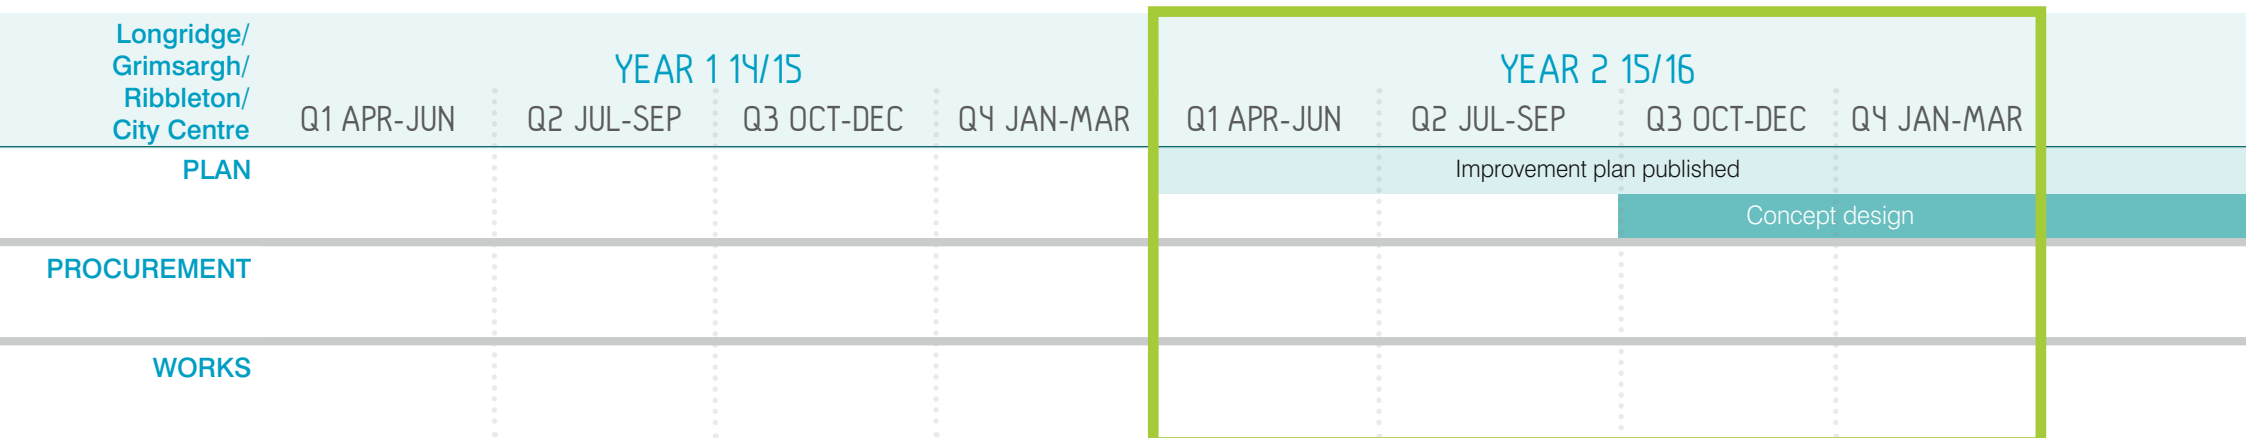 Longridge/
Grimsargh/
Ribbleton/
City Centre
YEAR 1 14/15
YEAR 2 15/16
Q1 APR-JUN Q2 JUL-SEP Q3 OCT-DEC Q4 JAN-MAR Q1 APR-JUN Q2 JUL-SEP Q3 OCT-DEC Q4 JAN-MAR
PLAN
Improvement plan published
Concept design
PROCUREMENT
WORKS